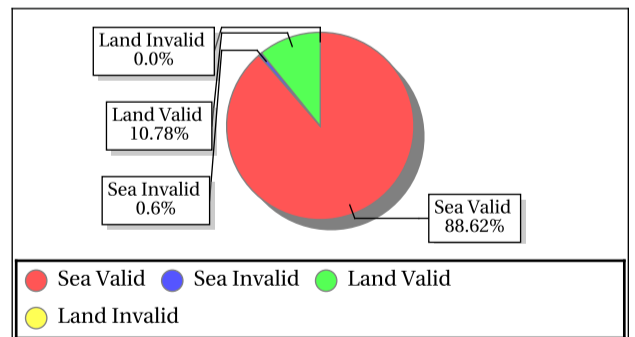 Land Invalid
0.0%
Land Valid
10.78%
Sea Invalid
0.6%
Sea Valid
88.62%
Sea Valid Sea Invalid Land Valid
Land Invalid